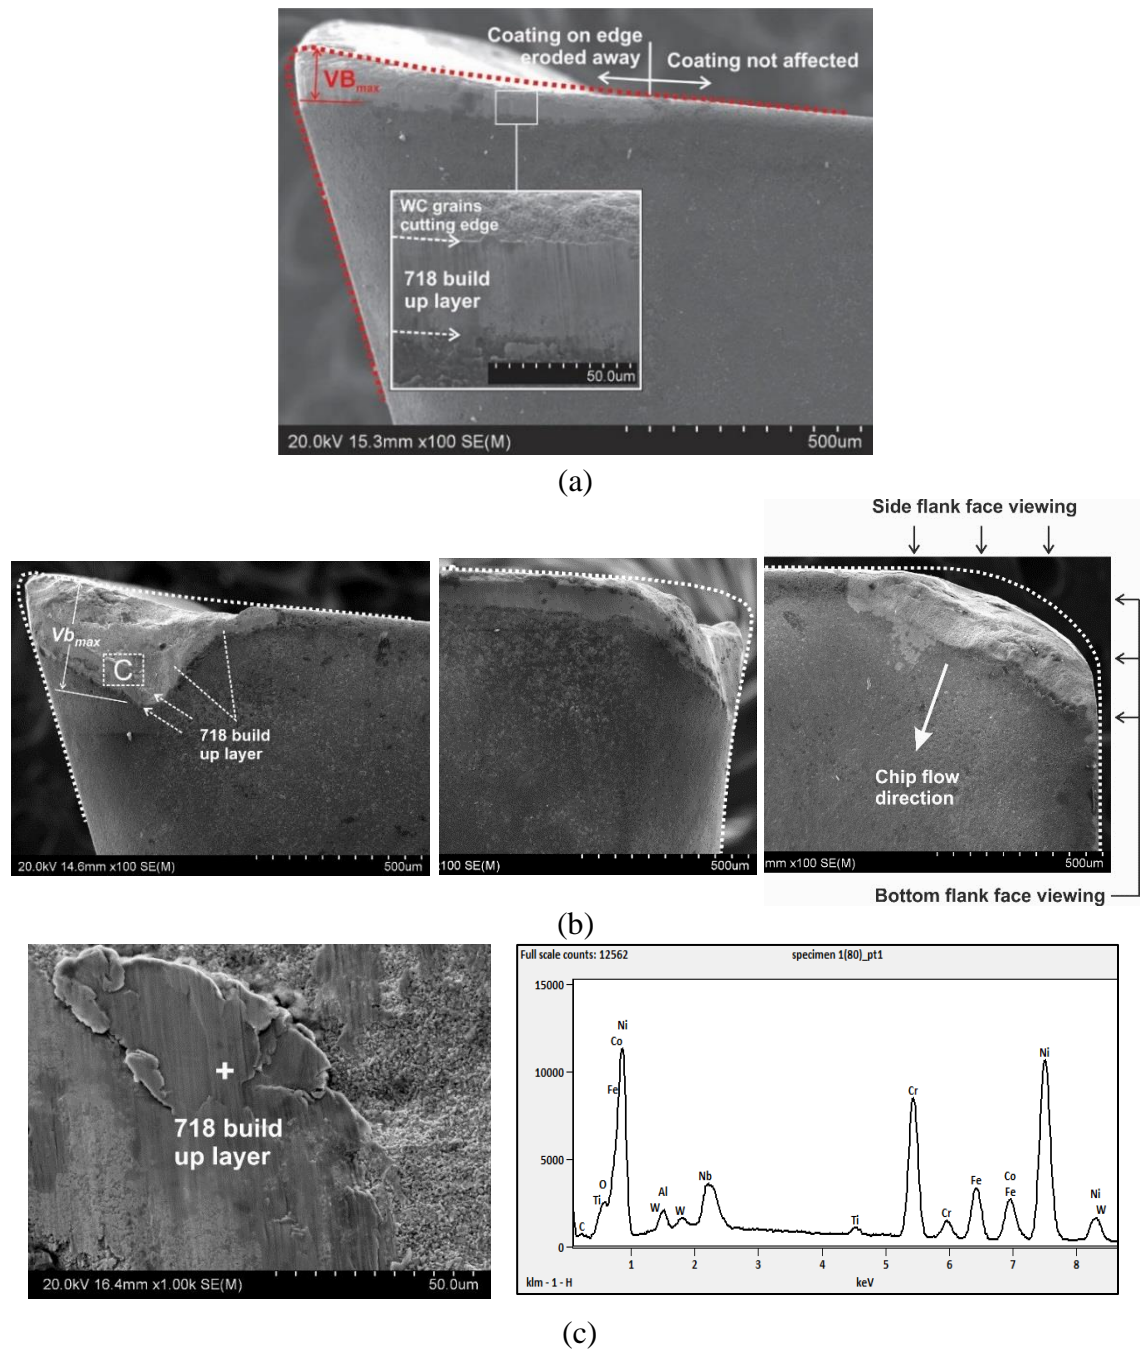 Coating on edge
eroded away
Coating not affected
VBmax
WC grains
cutting edge
718 build
up layer
50.0um
20.0kV 15.3mm x100 SE(M)
500um
(a)
Side flank face viewing
Vbmax
C
718 build
up layer
20.0kV 14.6mm x100 SE(M)
500um
x100 SE(M)
500um
Chip flow
direction
mm x100 SE(M)
500um
Bottom flank face viewing
(b)
718 build
up layer
20.0kV 16.4mm x1.00k SE(M)
50.0um
Full scale counts: 12562
specimen 1(80)_pt1
15000
10000
5000
0
C
Ti
O
Fe
Co
Ni
W
Al
W
Nb
Ti
Cr
Cr
Fe
Co
Fe
Ni
Ni
W
1 2 3 4 5 6 7 8
klm - 1 - H
keV
(c)